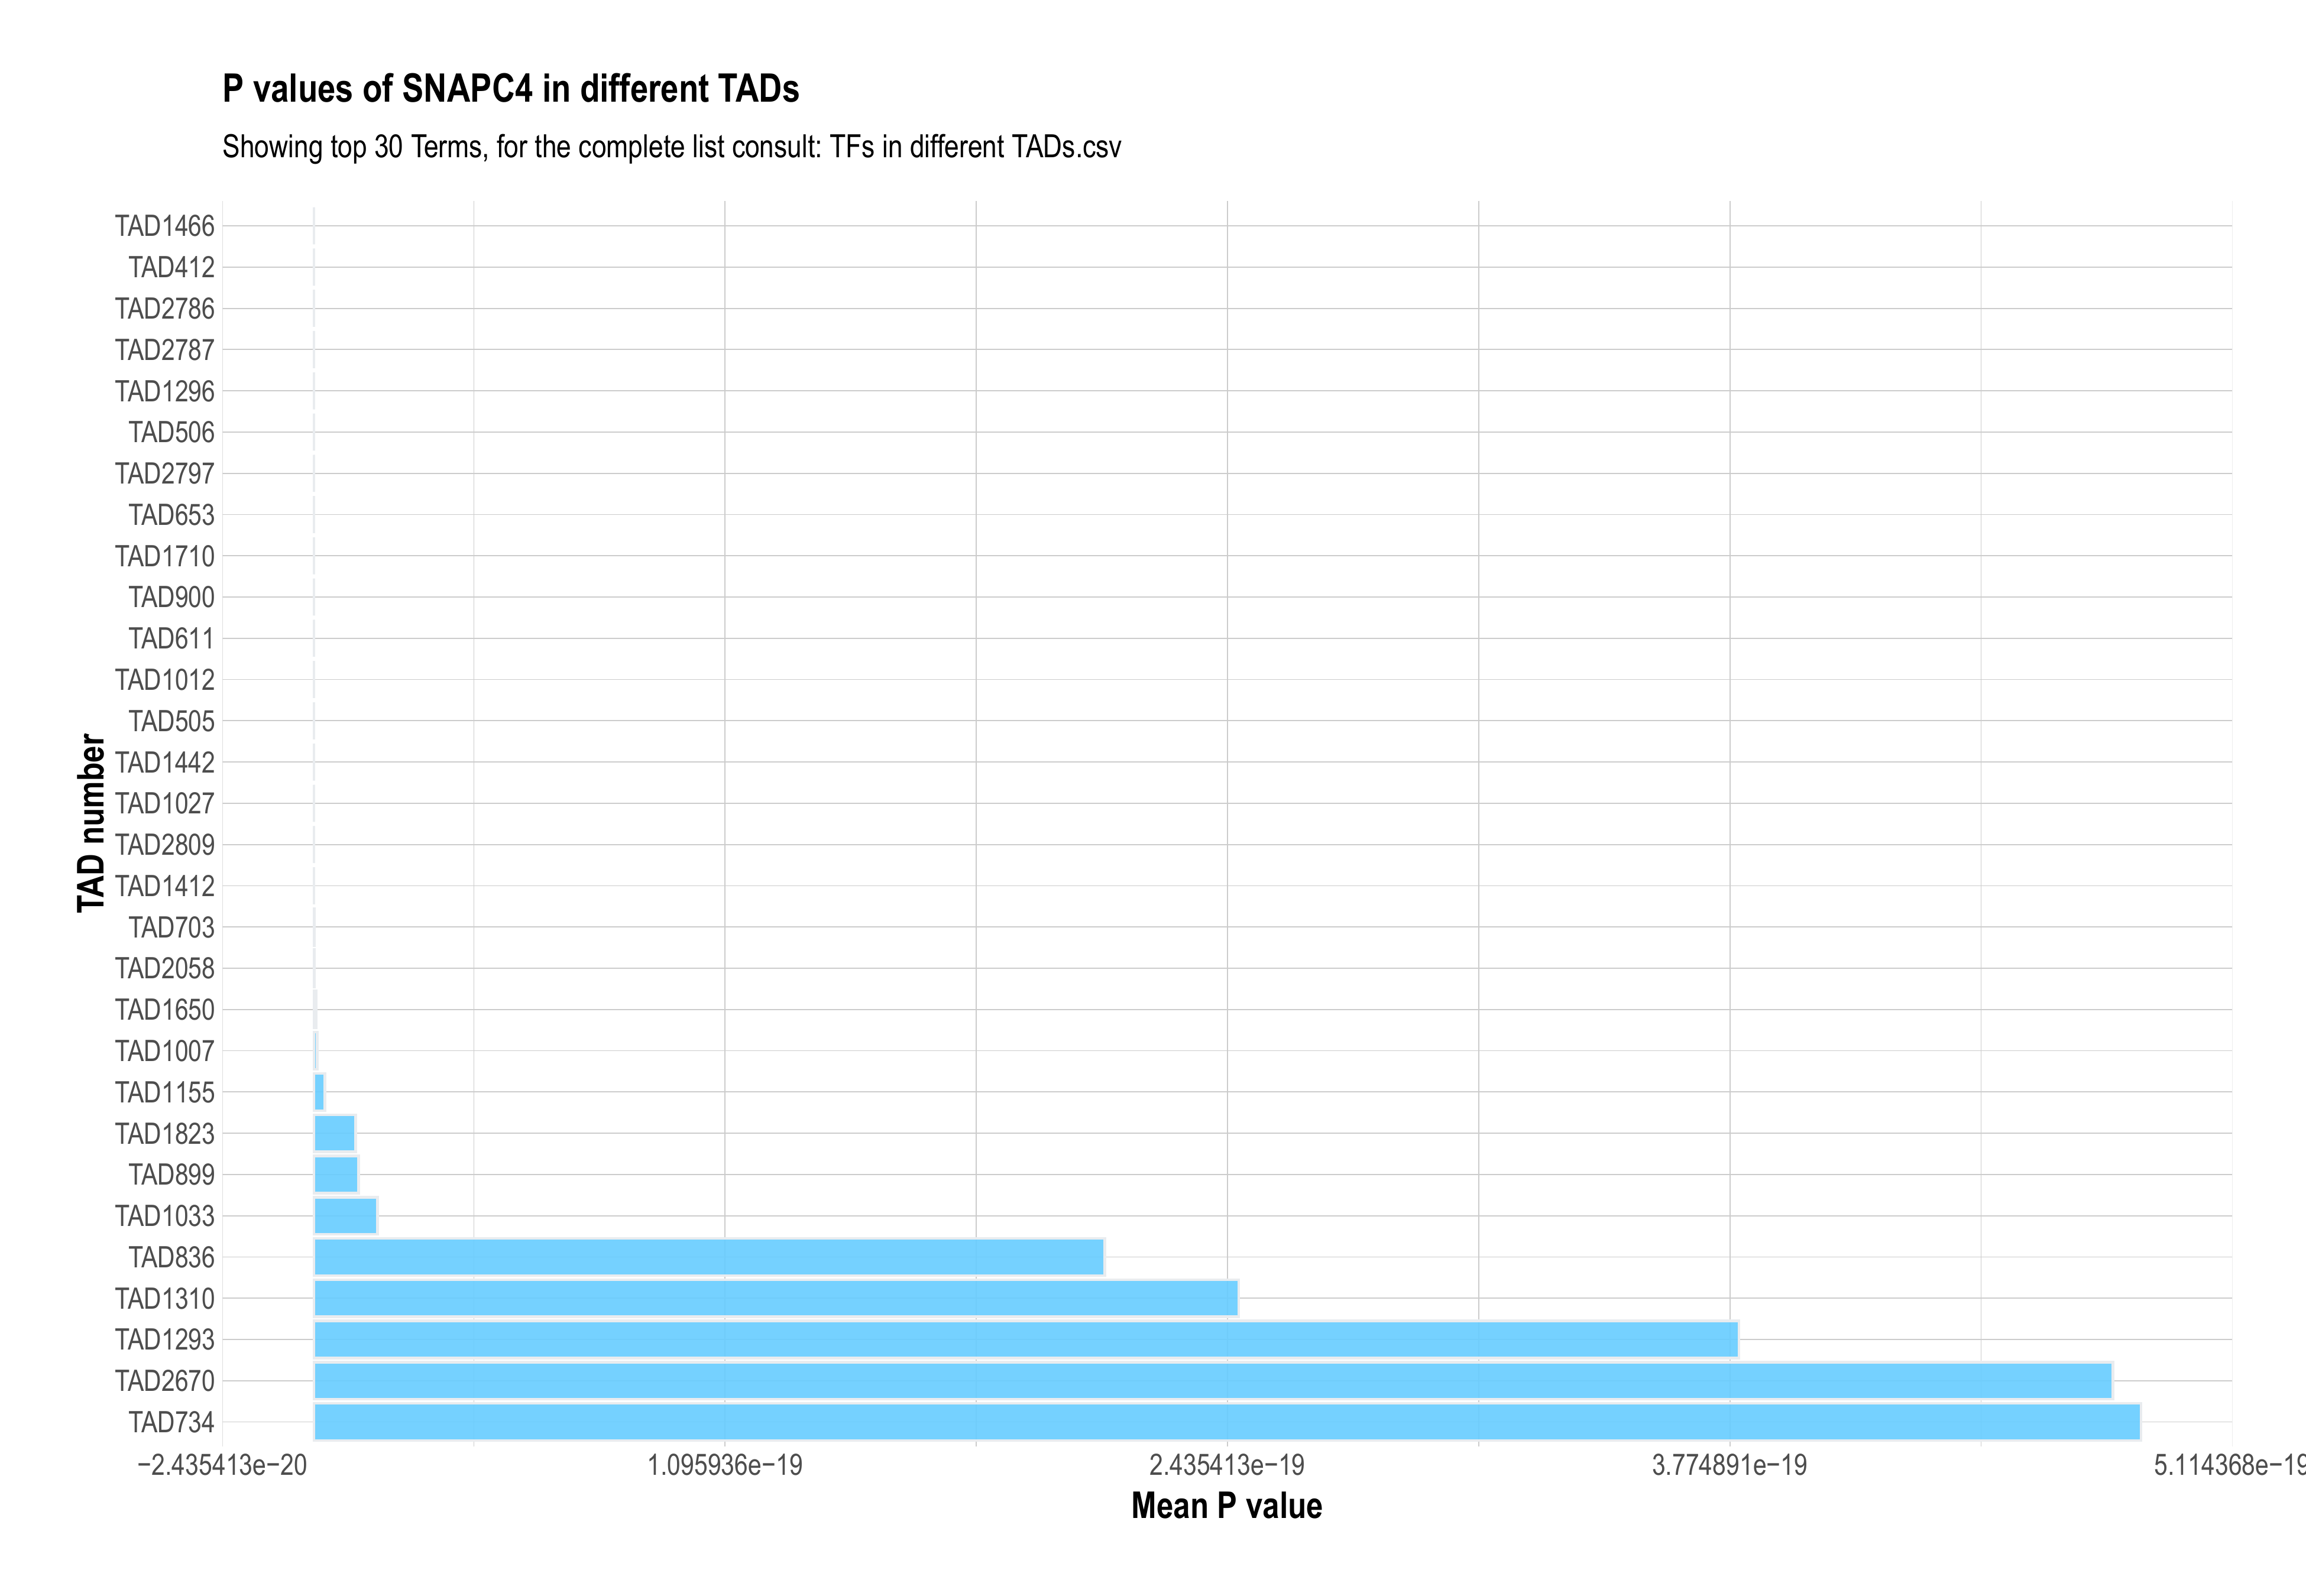 P values of SNAPC4 in different TADs
Showing top 30 Terms, for the complete list consult: TFs in different TADs.csv
TAD number
TAD1466
TAD412
TAD2786
TAD2787
TAD1296
TAD506
TAD2797
TAD653
TAD1710
TAD900
TAD611
TAD1012
TAD505
TAD1442
TAD1027
TAD2809
TAD1412
TAD703
TAD2058
TAD1650
TAD1007
TAD1155
TAD1823
TAD899
TAD1033
TAD836
TAD1310
TAD1293
TAD2670
TAD734
−2.435413e−20 1.095936e−19 2.435413e−19 3.774891e−19 5.114368e−19
Mean P value